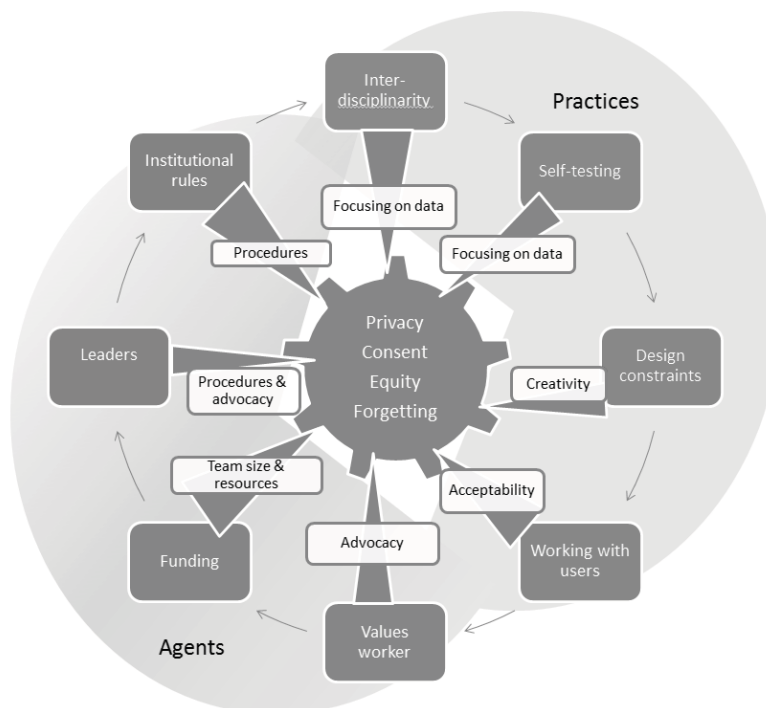 Inter-
disciplinarity
Practices
Institutional
rules
Self-testing
Focusing on data
Procedures
Focusing on data
Privacy
Consent
Equity
Forgetting
Leaders
Design
constraints
Procedures &
advocacy
Creativity
Team size &
resources
Acceptability
Advocacy
Funding
Working with
users
Values
worker
Agents